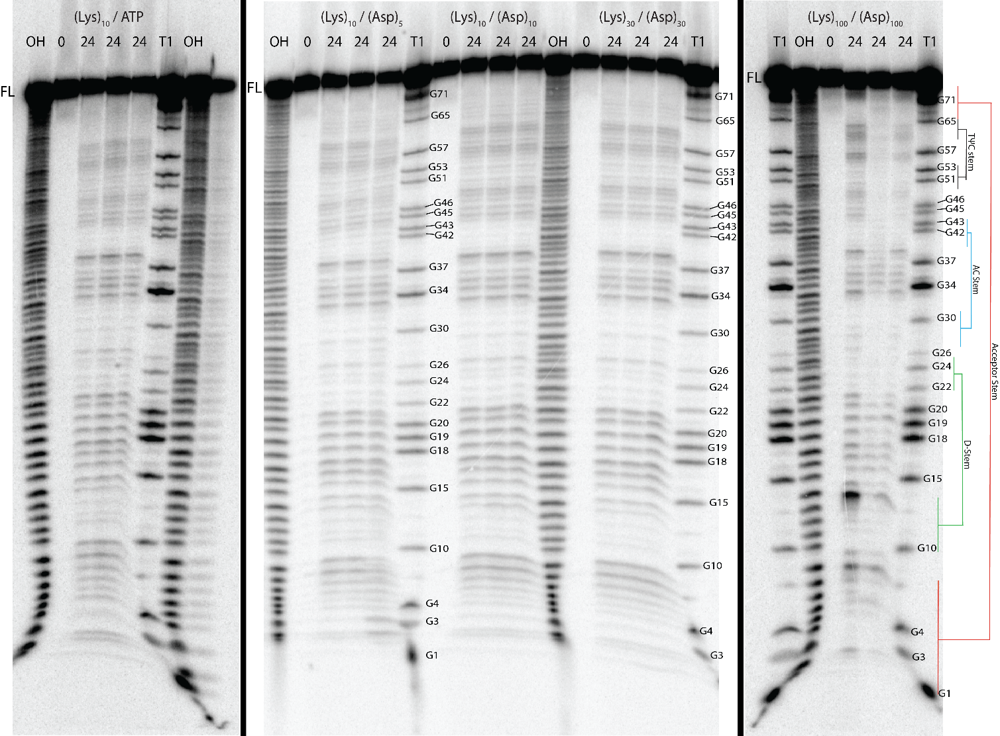 (Lys)10 / ATP
OH 0 24 24 24 T1 OH
FL
(Lys)10 / (Asp)5 (Lys)10 / (Asp)10 (Lys)30 / (Asp)30
OH 0 24 24 24 T1 0 24 24 24 OH 0 24 24 24 T1
FL
G71
G65
G57
G53
G51
G46
G45
G43
G42
G37
G34
G30
G26
G24
G22
G20
G19
G18
G15
G10
G4
G3
G1
G71
G65
G57
G53
G51
G46
G45
G43
G42
G37
G34
G30
G26
G24
G22
G20
G19
G18
G15
G10
G4
G3
(Lys)100 / (Asp)100
T1 OH 0 24 24 24 T1
FL
G71
G65
G57
G53
G51
G46
G45
G43
G42
G37
G34
G30
G26
G24
G22
G20
G19
G18
G15
G10
G4
G3
G1
TΨC stem
AC Stem
D-Stem
Acceptor Stem